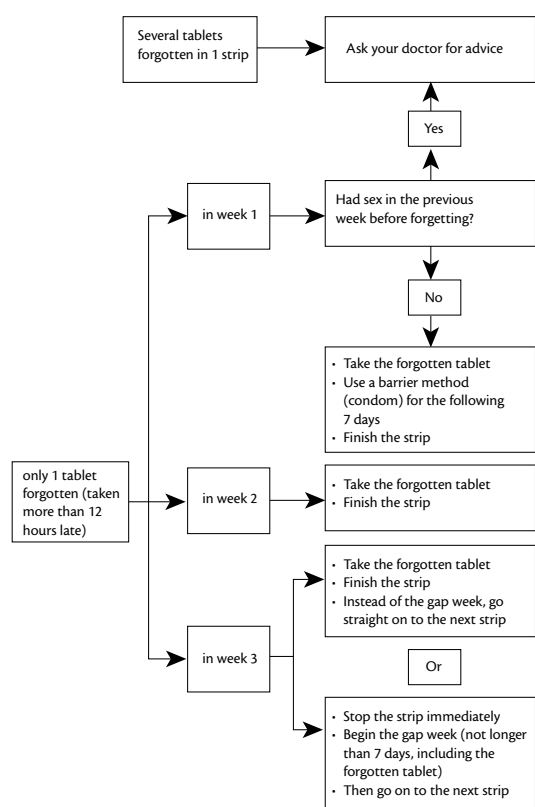 Several tablets
forgotten in 1 strip
Ask your doctor for advice
Yes
in week 1
Had sex in the previous
week before forgetting?
No
• Take the forgotten tablet
• Use a barrier method
(condom) for the following
7 days
• Finish the strip
only 1 tablet
forgotten (taken
more than 12
hours late)
in week 2
• Take the forgotten tablet
• Finish the strip
in week 3
• Take the forgotten tablet
• Finish the strip
• Instead of the gap week, go
straight on to the next strip
Or
• Stop the strip immediately
• Begin the gap week (not longer
than 7 days, including the
forgotten tablet)
• Then go on to the next strip